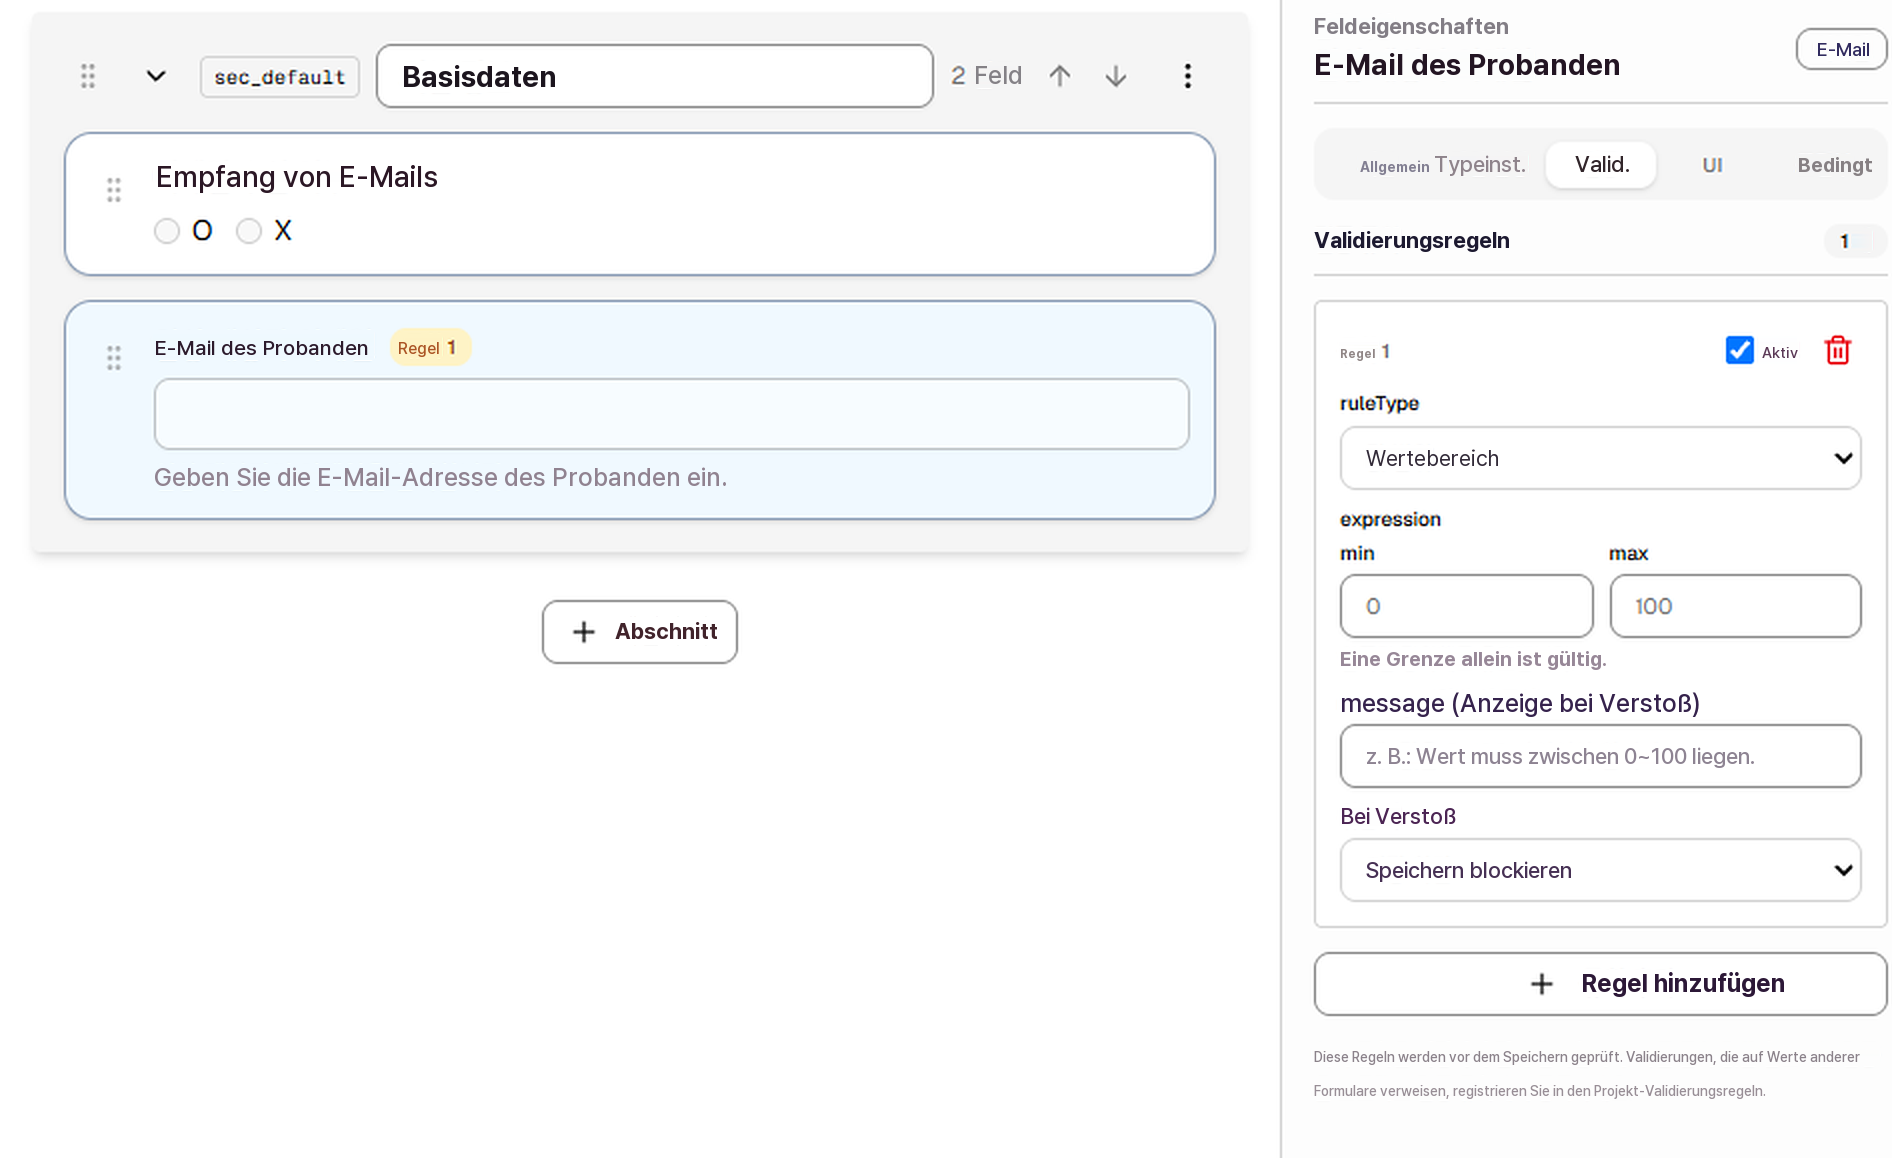 sec_default Basisdaten 2 Feld
Empfang von E-Mails
O X
E-Mail des Probanden Regel 1
Geben Sie die E-Mail-Adresse des Probanden ein.
+ Abschnitt
Feldeigenschaften
E-Mail des Probanden E-Mail
Allgemein Typeinst. Valid. UI Bedingt
Validierungsregeln 1
Regel 1 Aktiv
ruleType
Wertebereich
expression
min max
0 100
Eine Grenze allein ist gültig.
message (Anzeige bei Verstoß)
z. B.: Wert muss zwischen 0~100 liegen.
Bei Verstoß
Speichern blockieren
+ Regel hinzufügen
Diese Regeln werden vor dem Speichern geprüft. Validierungen, die auf Werte anderer
Formulare verweisen, registrieren Sie in den Projekt-Validierungsregeln.